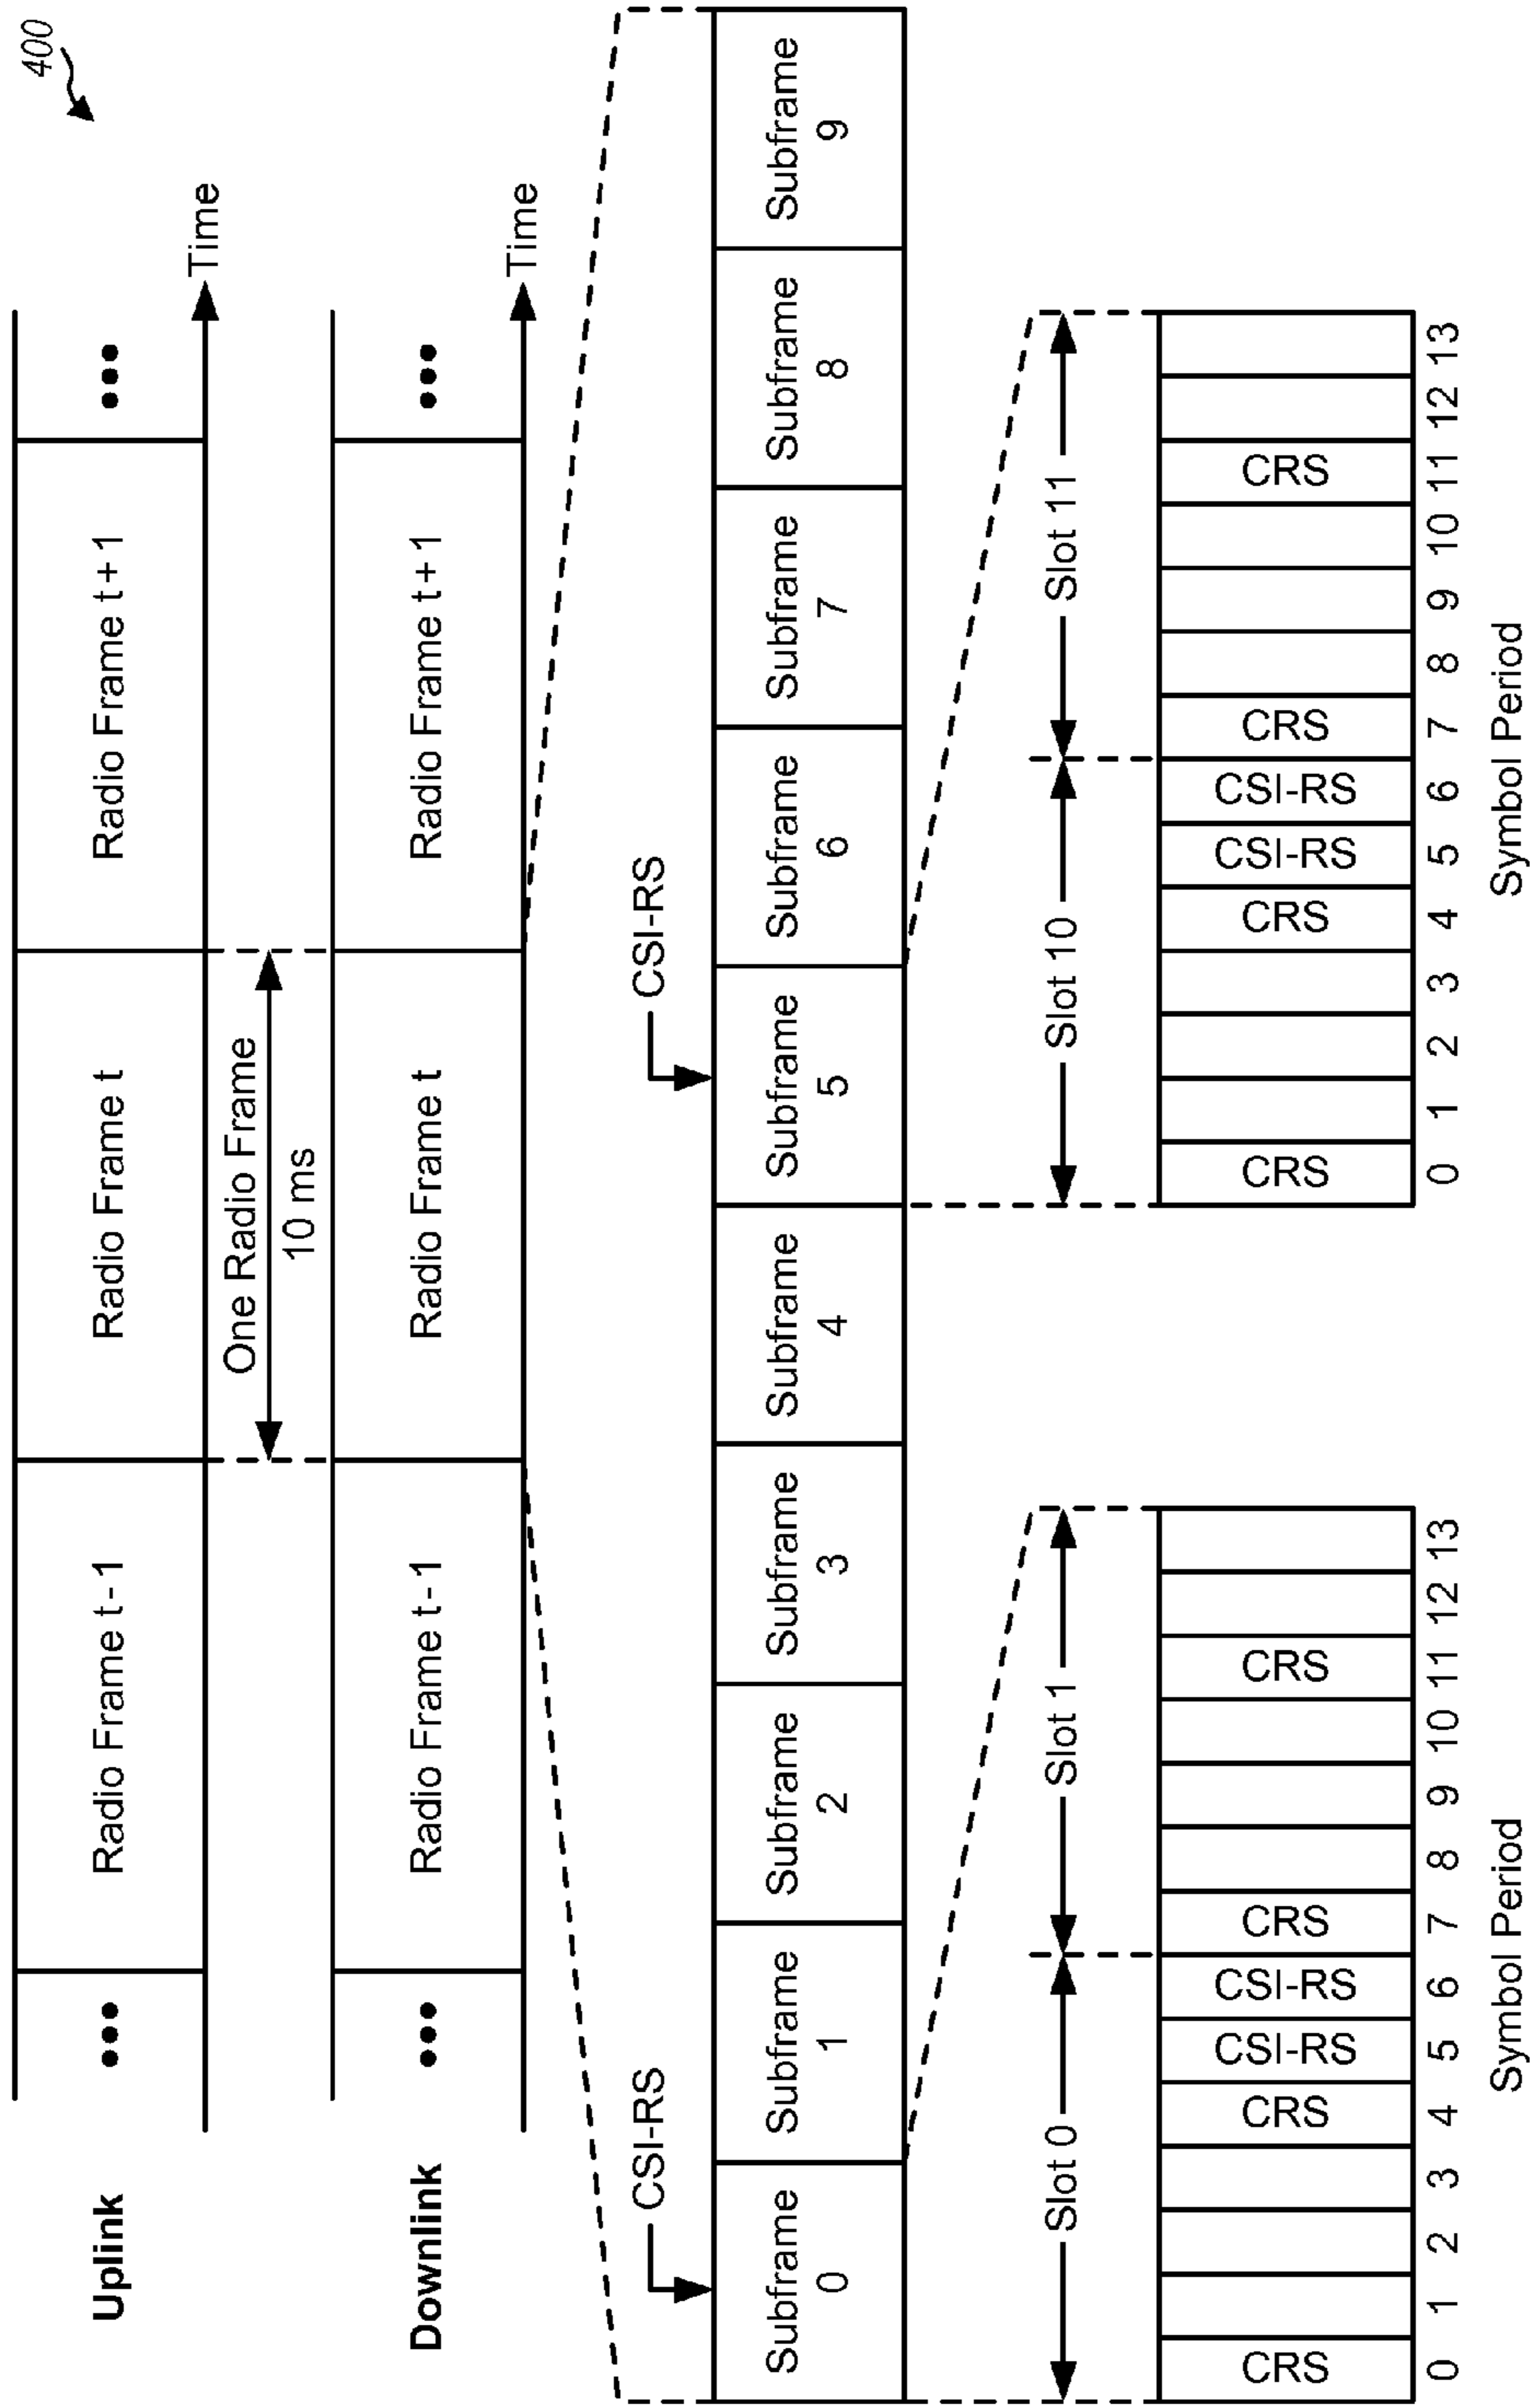 400
Uplink
•••
Radio Frame t-1
Radio Frame t
Radio Frame t+1
•••
Time
One Radio Frame
10 ms
Downlink
•••
Radio Frame t-1
Radio Frame t
Radio Frame t+1
•••
Time
CSI-RS
CSI-RS
Subframe
0
Subframe
1
Subframe
2
Subframe
3
Subframe
4
Subframe
5
Subframe
6
Subframe
7
Subframe
8
Subframe
9
Slot 0
Slot 1
CRS
CRS
CSI-RS
CSI-RS
CRS
CRS
0 1 2 3 4 5 6 7 8 9 10 11 12 13
Symbol Period
Slot 10
Slot 11
CRS
CRS
CSI-RS
CSI-RS
CRS
CRS
0 1 2 3 4 5 6 7 8 9 10 11 12 13
Symbol Period